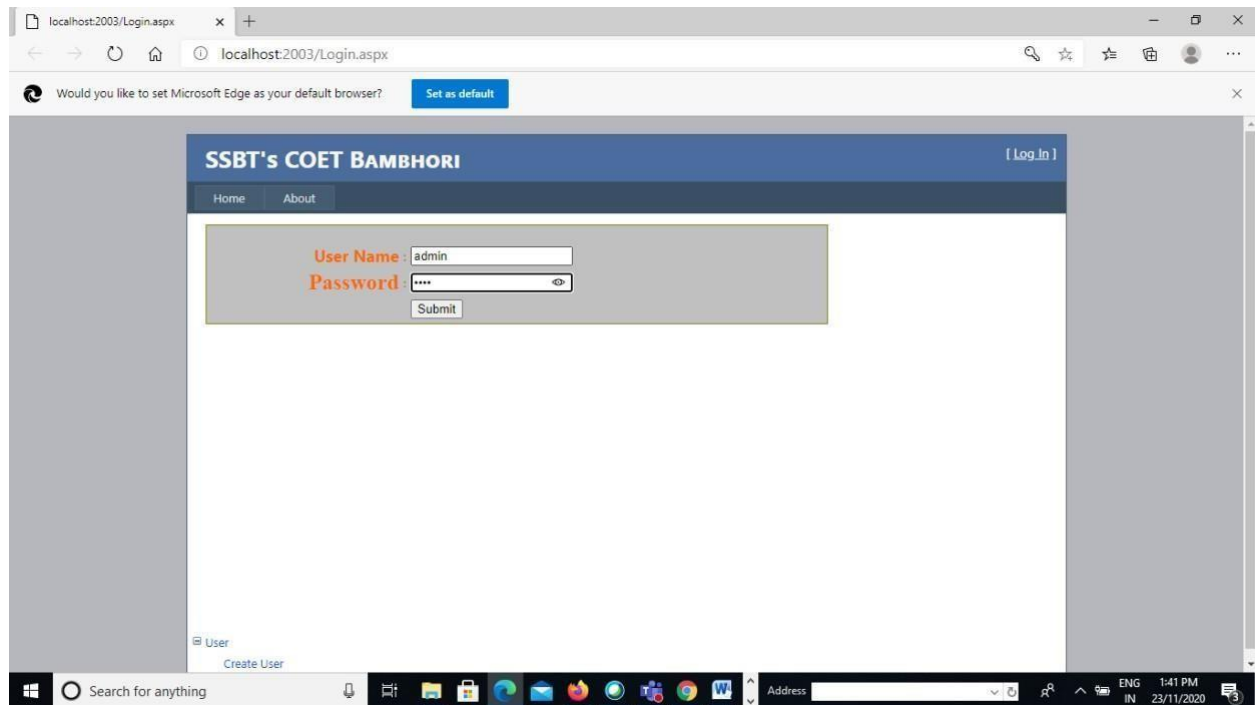 localhost:2003/Login.aspx
localhost:2003/Login.aspx
Would you like to set Microsoft Edge as your default browser? Set as default
SSBT's COET BAMBHORI
[ Log In ]
Home About
User Name : admin
Password : ••••
Submit
User
Create User
Search for anything
Address
ENG 1:41 PM
IN 23/11/2020
3